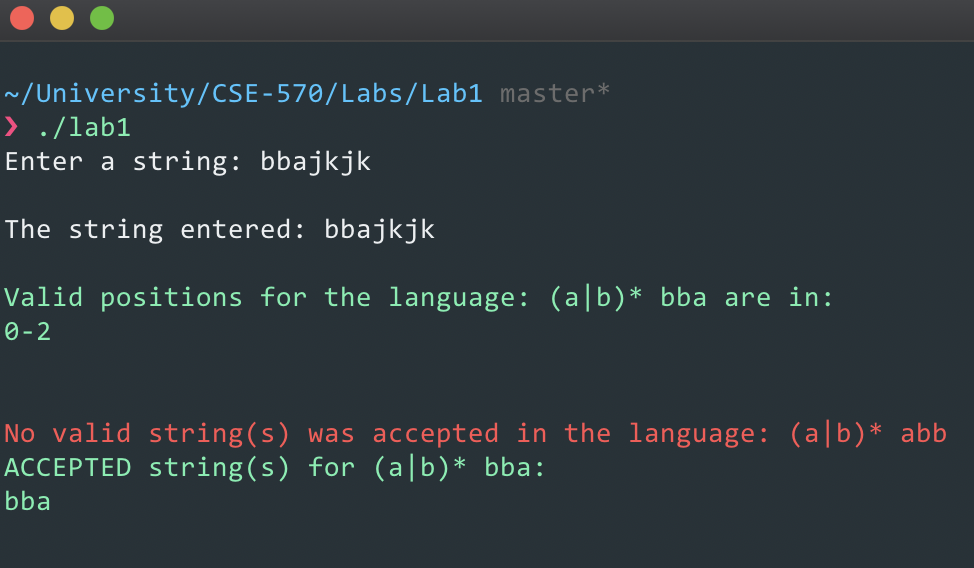 ~/University/CSE-570/Labs/Lab1 master*
❯ ./lab1
Enter a string: bbajkjk
The string entered: bbajkjk
Valid positions for the language: (a|b)* bba are in:
0-2
No valid string(s) was accepted in the language: (a|b)* abb
ACCEPTED string(s) for (a|b)* bba:
bba